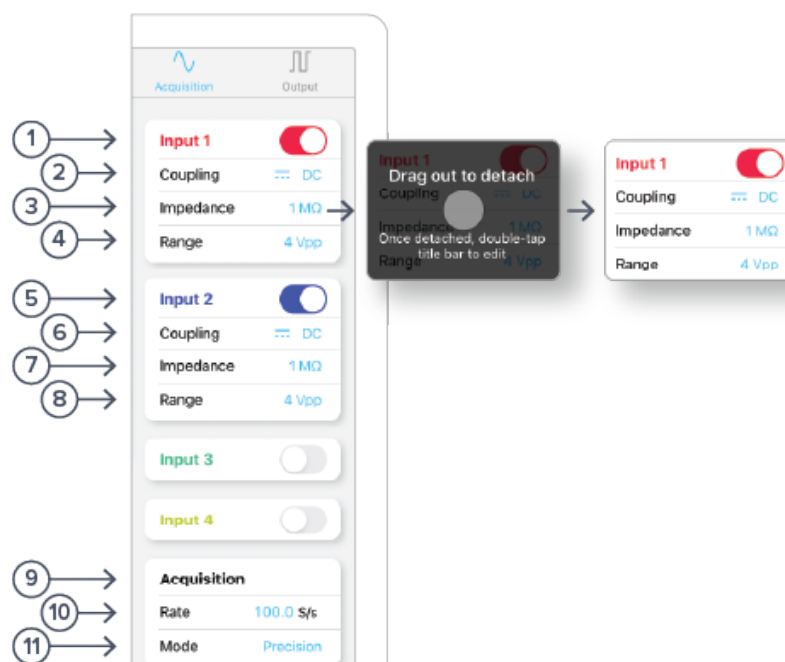 Acquisition Output
1 Input 1
2 Coupling DC
3 Impedance 1 MΩ
4 Range 4 Vpp
5 Input 2
6 Coupling DC
7 Impedance 1 MΩ
8 Range 4 Vpp
Input 3
Input 4
9 Acquisition
10 Rate 100.0 S/s
11 Mode Precision
Input 1
Drag out to detach
Coupling DC
Impedance 1 MΩ
Once detached, double-tap
title bar to edit
Range 4 Vpp
Input 1
Coupling DC
Impedance 1 MΩ
Range 4 Vpp